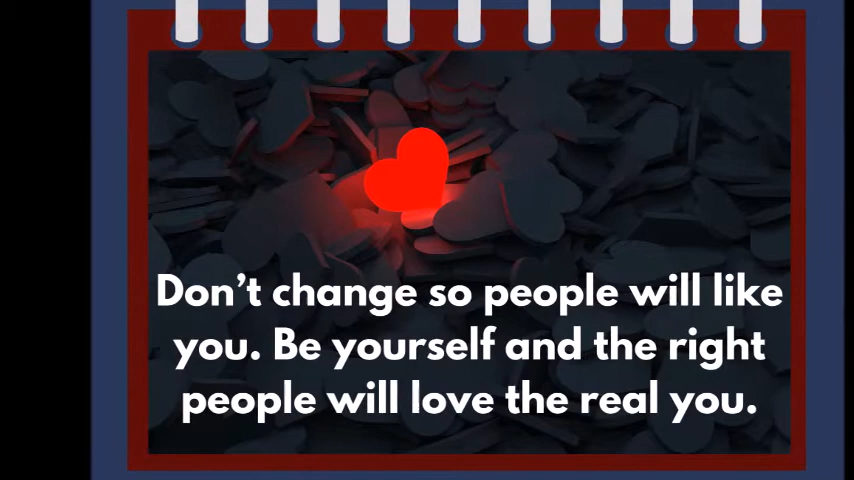 Don’t change so people will like
you. Be yourself and the right
people will love the real you.